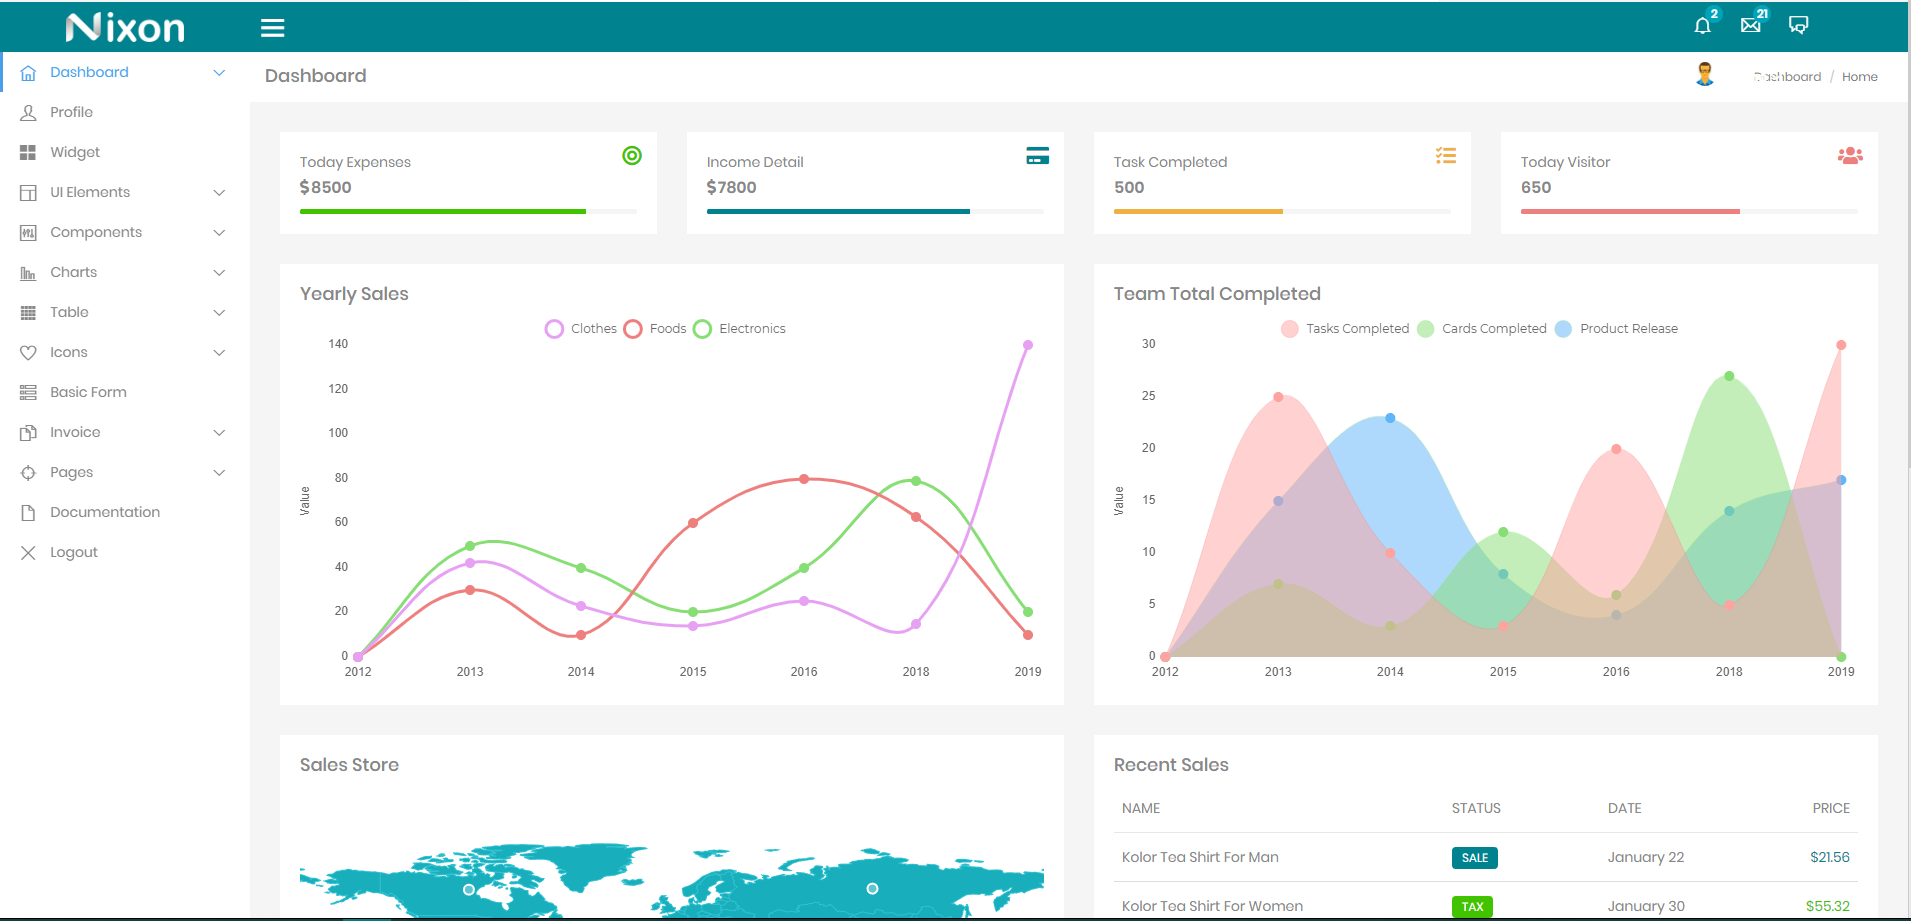 Nixon
2
21
Dashboard
Profile
Widget
UI Elements
Components
Charts
Table
Icons
Basic Form
Invoice
Pages
Documentation
Logout
Dashboard
Dashboard / Home
Today Expenses
$8500
Income Detail
$7800
Task Completed
500
Today Visitor
650
Yearly Sales
Clothes Foods Electronics
140
120
100
80
60
40
20
0
Value
2012 2013 2014 2015 2016 2018 2019
Team Total Completed
Tasks Completed Cards Completed Product Release
30
25
20
15
10
5
0
Value
2012 2013 2014 2015 2016 2018 2019
Sales Store
Recent Sales
NAME STATUS DATE PRICE
Kolor Tea Shirt For Man SALE January 22 $21.56
Kolor Tea Shirt For Women TAX January 30 $55.32